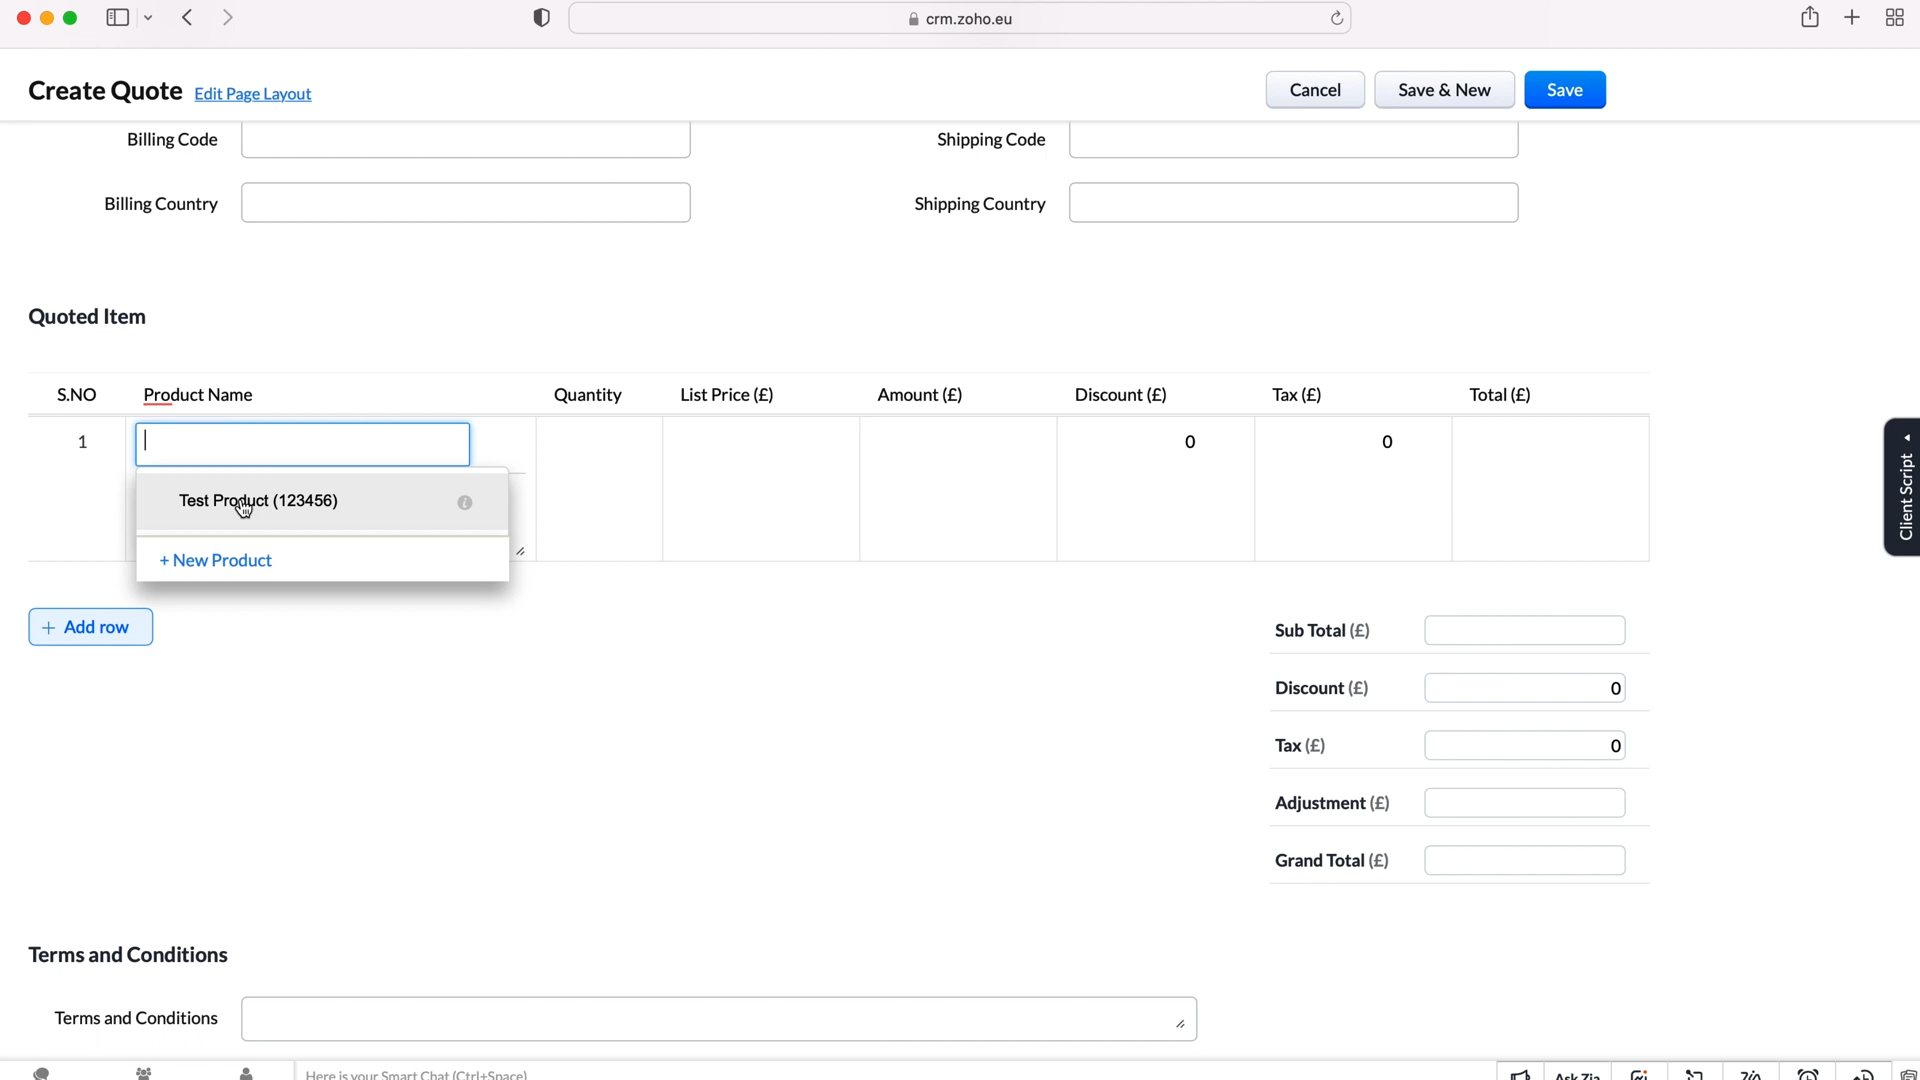 crm.zoho.eu
Create Quote Edit Page Layout Cancel Save & New Save
Billing Code Shipping Code
Billing Country Shipping Country
Quoted Item
S.NO Product Name Quantity List Price (£) Amount (£) Discount (£) Tax (£) Total (£)
1 0 0
Test Product (123456)
+ New Product
Client Script
+ Add row
Sub Total (£)
Discount (£) 0
Tax (£) 0
Adjustment (£)
Grand Total (£)
Terms and Conditions
Terms and Conditions
Here is your Smart Chat (Ctrl+Space) Ask Zia